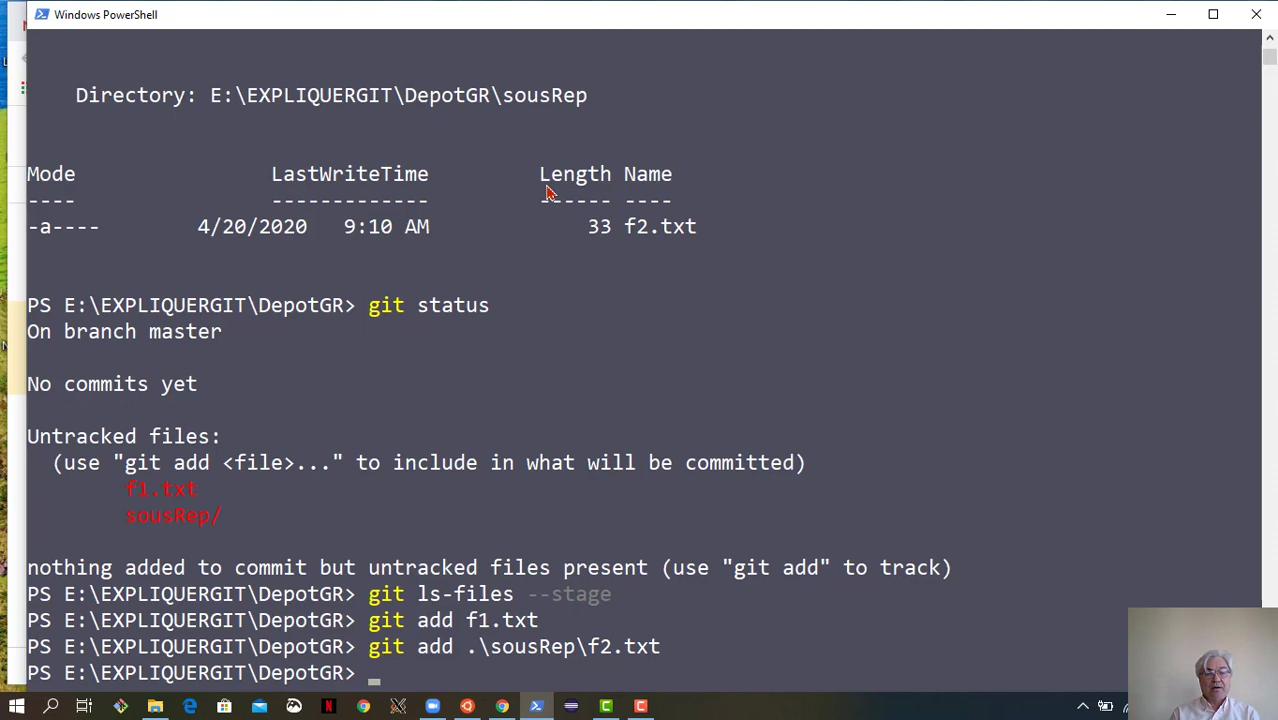 Windows PowerShell
Directory: E:\EXPLIQUERGIT\DepotGR\sousRep
Mode LastWriteTime Length Name
---- ------------- ------ ----
-a---- 4/20/2020 9:10 AM 33 f2.txt
PS E:\EXPLIQUERGIT\DepotGR> git status
On branch master
No commits yet
Untracked files:
(use "git add <file>..." to include in what will be committed)
f1.txt
sousRep/
nothing added to commit but untracked files present (use "git add" to track)
PS E:\EXPLIQUERGIT\DepotGR> git ls-files --stage
PS E:\EXPLIQUERGIT\DepotGR> git add f1.txt
PS E:\EXPLIQUERGIT\DepotGR> git add .\sousRep\f2.txt
PS E:\EXPLIQUERGIT\DepotGR>